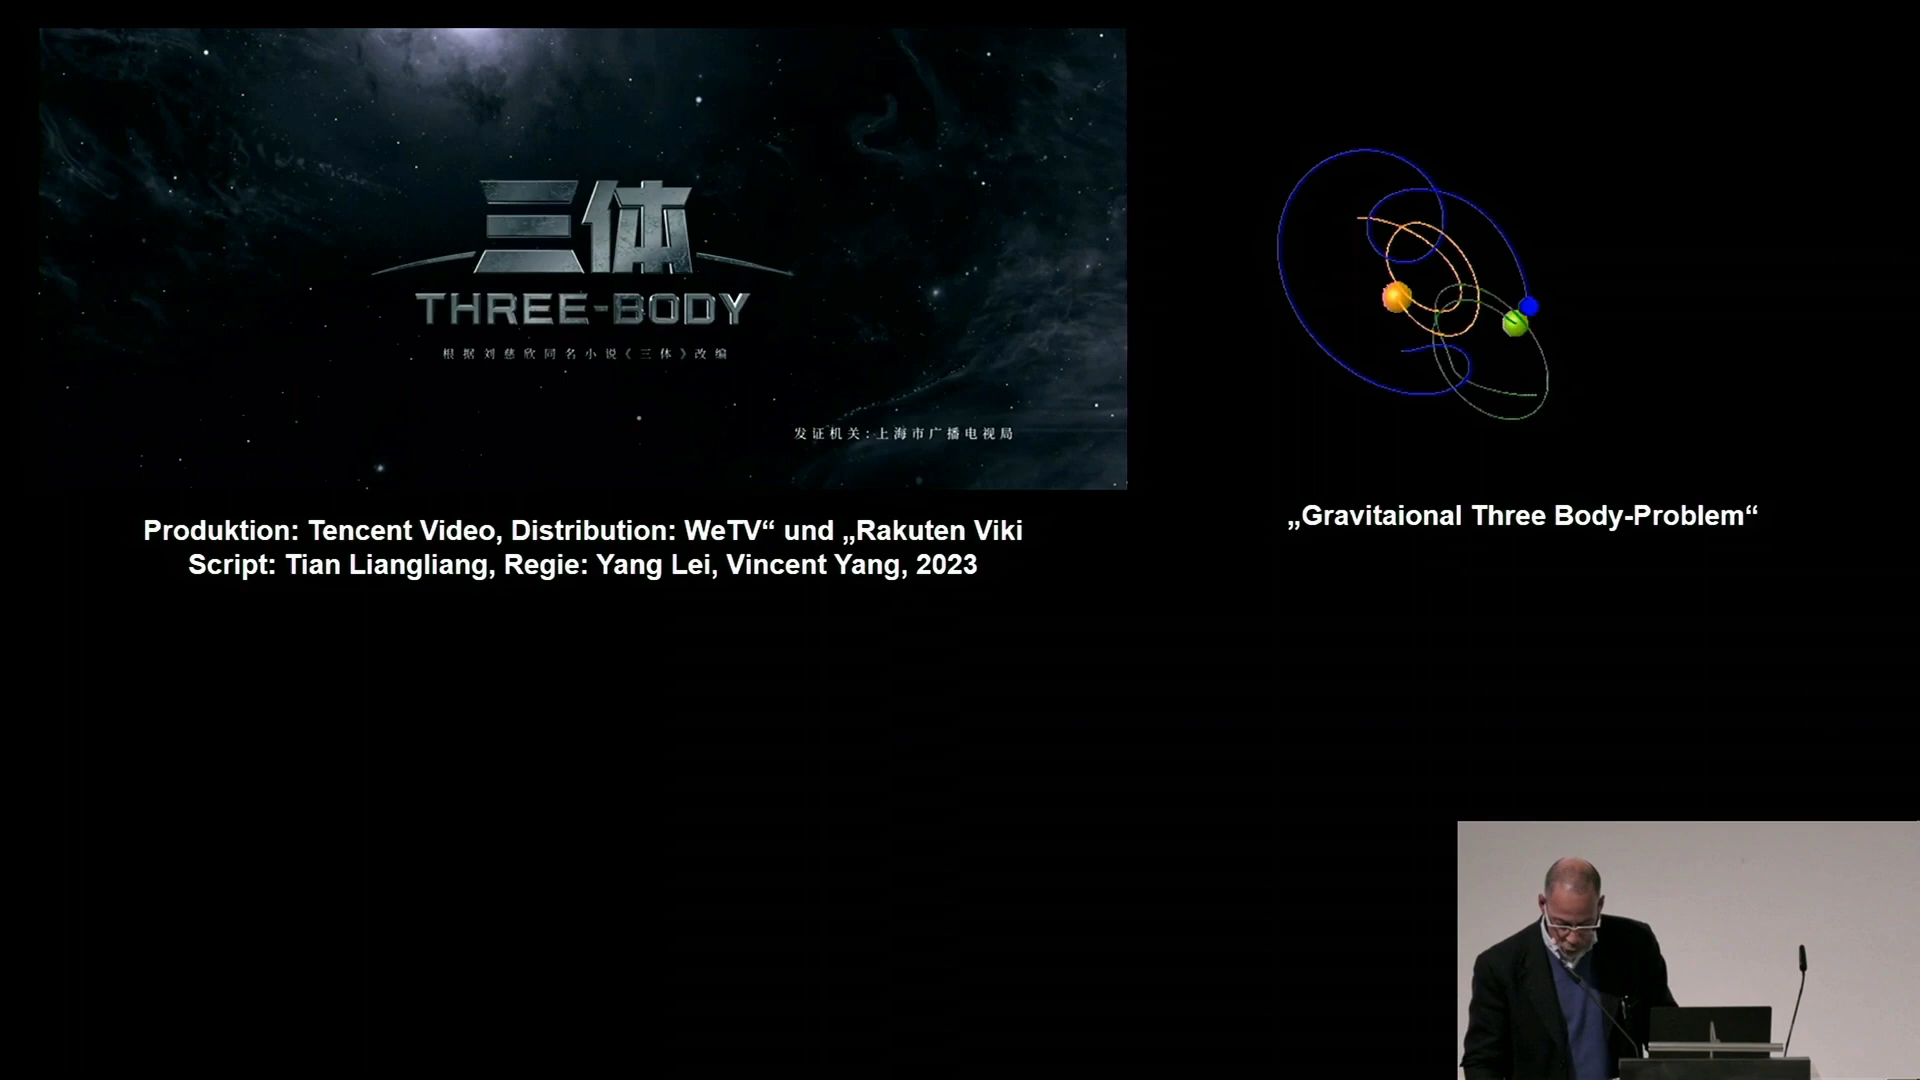 三体
THREE-BODY
根据刘慈欣同名小说《三体》改编
发证机关:上海市广播电视局
Produktion: Tencent Video, Distribution: WeTV“ und „Rakuten Viki
Script: Tian Liangliang, Regie: Yang Lei, Vincent Yang, 2023
„Gravitaional Three Body-Problem“